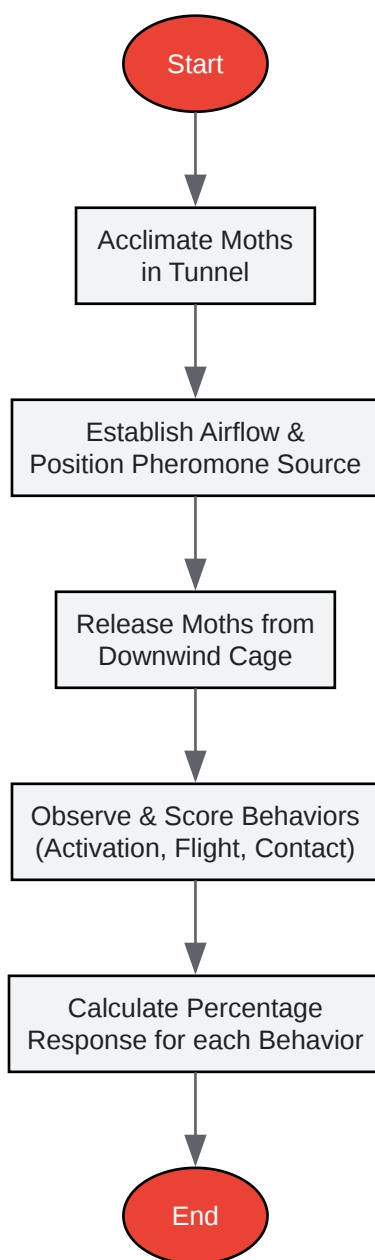 Start
Acclimate Moths
in Tunnel
Establish Airflow &
Position Pheromone Source
Release Moths from
Downwind Cage
Observe & Score Behaviors
(Activation, Flight, Contact)
Calculate Percentage
Response for each Behavior
End